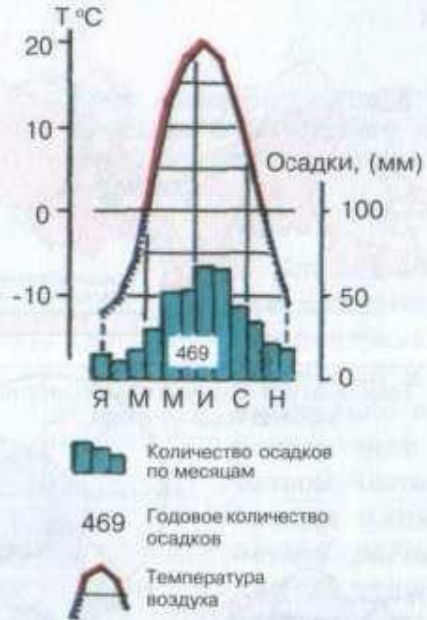 T °C
20
10
0
-10
Осадки, (мм)
100
50
0
469
Я М М И С Н
Количество осадков
по месяцам
469
Годовое количество
осадков
Температура
воздуха